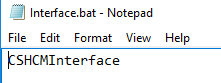 Interface.bat - Notepad
File Edit Format View Help
CSHCMInterface